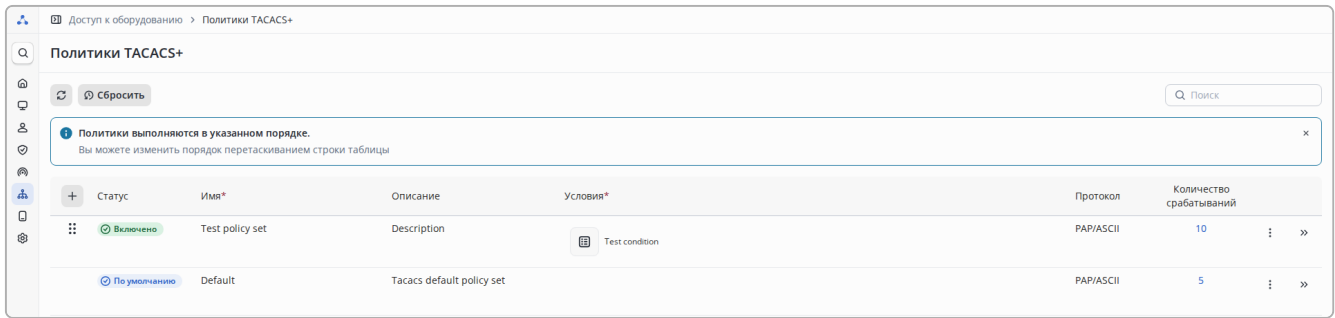 Доступ к оборудованию > Политики TACACS+
Политики TACACS+
Сбросить
Поиск
Политики выполняются в указанном порядке.
Вы можете изменить порядок перетаскиванием строки таблицы
Статус Имя* Описание Условия* Протокол Количество срабатываний
Включено Test policy set Description Test condition PAP/ASCII 10
По умолчанию Default Tacacs default policy set PAP/ASCII 5